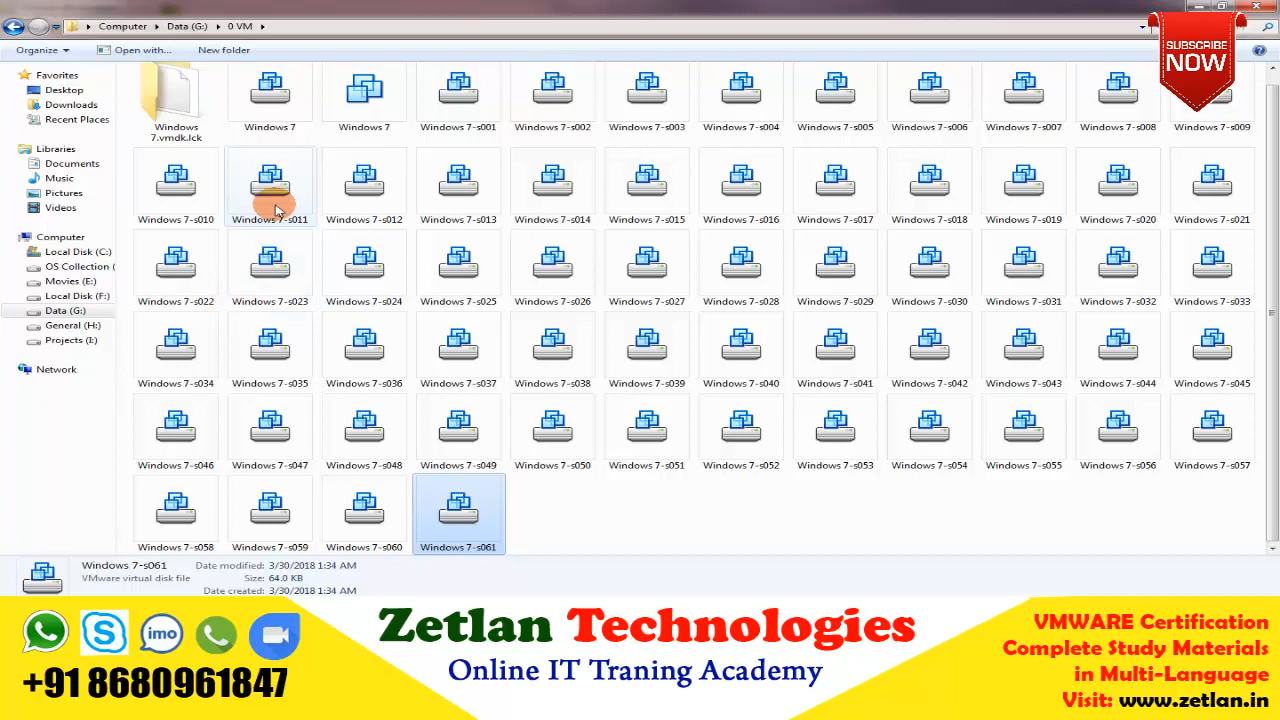 Computer Data (G:) 0 VM
SUBSCRIBE
NOW
Organize Open with... New folder
Favorites
Desktop
Downloads
Recent Places
Libraries
Documents
Music
Pictures
Videos
Computer
Local Disk (C:)
OS Collection (
Movies (E:)
Local Disk (F:)
Data (G:)
General (H:)
Projects (I:)
Network
Windows
7.vmdk.lck
Windows 7
Windows 7
Windows 7-s001
Windows 7-s002
Windows 7-s003
Windows 7-s004
Windows 7-s005
Windows 7-s006
Windows 7-s007
Windows 7-s008
Windows 7-s009
Windows 7-s010
Windows 7-s011
Windows 7-s012
Windows 7-s013
Windows 7-s014
Windows 7-s015
Windows 7-s016
Windows 7-s017
Windows 7-s018
Windows 7-s019
Windows 7-s020
Windows 7-s021
Windows 7-s022
Windows 7-s023
Windows 7-s024
Windows 7-s025
Windows 7-s026
Windows 7-s027
Windows 7-s028
Windows 7-s029
Windows 7-s030
Windows 7-s031
Windows 7-s032
Windows 7-s033
Windows 7-s034
Windows 7-s035
Windows 7-s036
Windows 7-s037
Windows 7-s038
Windows 7-s039
Windows 7-s040
Windows 7-s041
Windows 7-s042
Windows 7-s043
Windows 7-s044
Windows 7-s045
Windows 7-s046
Windows 7-s047
Windows 7-s048
Windows 7-s049
Windows 7-s050
Windows 7-s051
Windows 7-s052
Windows 7-s053
Windows 7-s054
Windows 7-s055
Windows 7-s056
Windows 7-s057
Windows 7-s058
Windows 7-s059
Windows 7-s060
Windows 7-s061
Windows 7-s061 Date modified: 3/30/2018 1:34 AM
VMware virtual disk file Size: 64.0 KB
Date created: 3/30/2018 1:34 AM
imo
+91 8680961847
Zetlan Technologies
Online IT Traning Academy
VMWARE Certification
Complete Study Materials
in Multi-Language
Visit: www.zetlan.in